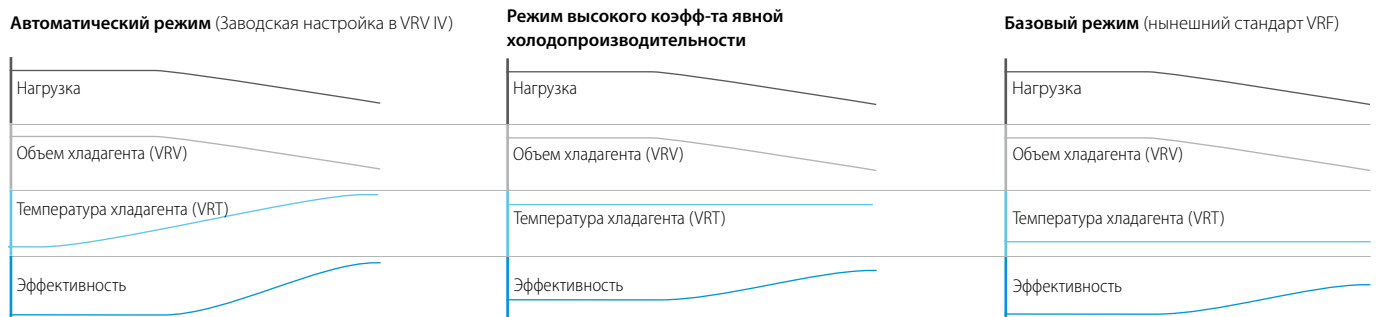 Автоматический режим (Заводская настройка в VRV IV)
Нагрузка
Объем хладагента (VRV)
Температура хладагента (VRT)
Эффективность
Режим высокого коэфф-та явной
холодопроизводительности
Нагрузка
Объем хладагента (VRV)
Температура хладагента (VRT)
Эффективность
Базовый режим (нынешний стандарт VRF)
Нагрузка
Объем хладагента (VRV)
Температура хладагента (VRT)
Эффективность